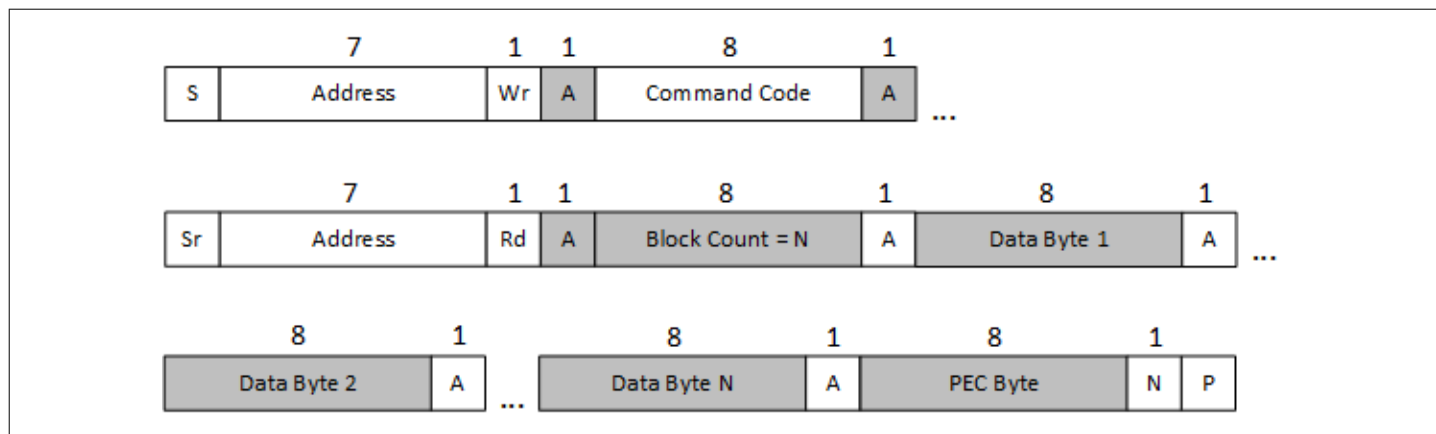 7 1 1 8 1
S Address Wr A Command Code A ...
7 1 1 8 1 8 1
Sr Address Rd A Block Count = N A Data Byte 1 A ...
8 1 8 1 8 1
Data Byte 2 A ... Data Byte N A PEC Byte N P